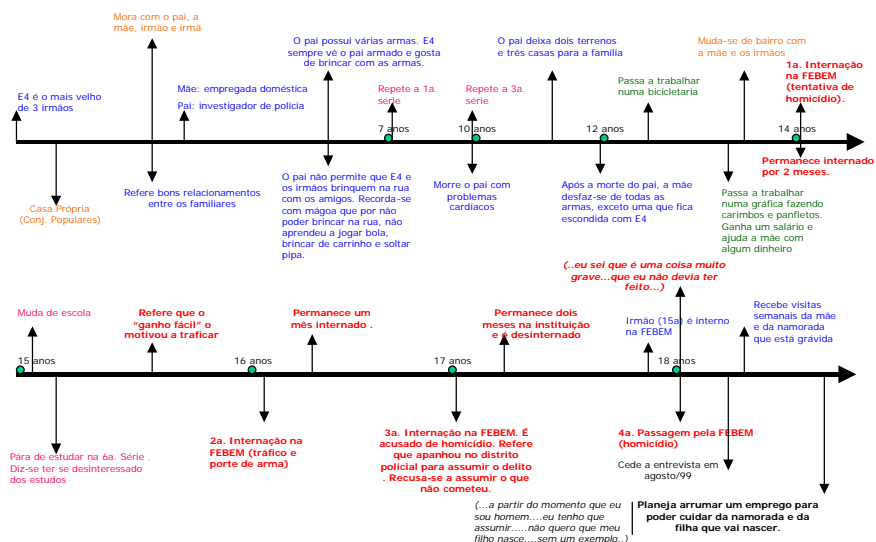 Mora com o pai, a
mãe, irmão e irmã
O pai possui várias armas. E4
sempre vê o pai armado e gosta
de brincar com as armas.
O pai deixa dois terrenos
e três casas para a família
Muda-se de bairro com
a mãe e os irmãos
E4 é o mais velho
de 3 irmãos
Mãe: empregada doméstica
Pai: investigador de polícia
Repete a 1a.
série
Repete a 3a.
série
Passa a trabalhar
numa bicicletaria
1a. Internação
na FEBEM
(tentativa de
homicídio).
7 anos
10 anos
12 anos
14 anos
Casa Própria
(Conj. Populares)
Refere bons relacionamentos
entre os familiares
O pai não permite que E4 e
os irmãos brinquem na rua
com os amigos. Recorda-se
com mágoa que por não
poder brincar na rua, não
aprendeu a jogar bola,
brincar de carrinho e soltar
pipa.
Morre o pai com
problemas
cardíacos
Após a morte do pai, a mãe
desfaz-se de todas as
armas, exceto uma que fica
escondida com E4
Passa a trabalhar
numa gráfica fazendo
carimbos e panfletos.
Ganha um salário e
ajuda a mãe com
algum dinheiro
Permanece internado
por 2 meses.
(..eu sei que é uma coisa muito
grave...que eu não devia ter
feito...)
Muda de escola
Refere que o
"ganho fácil" o
motivou a traficar
Permanece um
mês internado .
Permanece dois
meses na instituição
e é desinternado
Irmão (15a) é interno
na FEBEM
Recebe visitas
semanais da mãe
e da namorada
que está grávida
15 anos
16 anos
17 anos
18 anos
Pára de estudar na 6a. Série .
Diz-se ter se desinteressado
dos estudos
2a. Internação na
FEBEM (tráfico e
porte de arma)
3a. Internação na FEBEM. É
acusado de homicídio. Refere
que apanhou no distrito
policial para assumir o delito
. Recusa-se a assumir o que
não cometeu.
4a. Passagem pela FEBEM
(homicídio)
Cede a entrevista em
agosto/99
(...a partir do momento que eu
sou homem....eu tenho que
assumir.....não quero que meu
filho nasce....sem um exemplo..)
Planeja arrumar um emprego para
poder cuidar da namorada e da
filha que vai nascer.